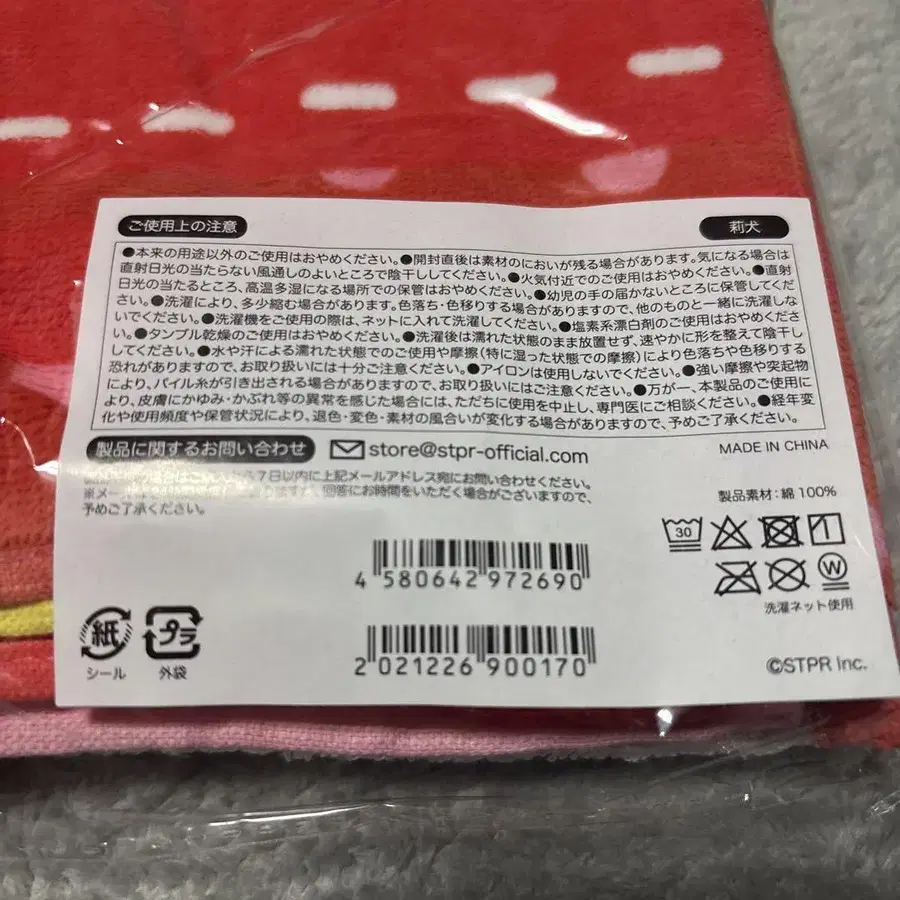 ご使用上の注意
莉犬
●本来の用途以外のご使用はおやめください。●開封直後は素材のにおいが残る場合があります。気になる場合は
直射日光の当たらない風通しのよいところで陰干ししてください。●火気付近でのご使用はおやめください。●直射
日光の当たるところ、高温多湿になる場所での保管はおやめください。●幼児の手の届かないところに保管してくだ
さい。●洗濯により、多少縮む場合があります。色落ち・色移りする場合がありますので、他のものと一緒に洗濯しな
いでください。●洗濯機をご使用の際は、ネットに入れて洗濯してください。●塩素系漂白剤のご使用はおやめくださ
い。●タンブル乾燥のご使用はおやめください。●洗濯後は濡れた状態のまま放置せず、速やかに形を整えて陰干し
してください。●水や汗による濡れた状態でのご使用や摩擦(特に湿った状態での摩擦)により色落ちや色移りする
恐れがありますので、お取り扱いには十分ご注意ください。●アイロンは使用しないでください。●強い摩擦や突起物
により、パイル糸が引き出される場合がありますので、お取り扱いにはご注意ください。●万が一、本製品のご使用に
より、皮膚にかゆみ・かぶれ等の異常を感じた場合には、ただちに使用を中止し、専門医にご相談ください。●経年変
化や使用頻度や保管状況により、退色・変色・素材の風合いが変化する場合がありますので、予めご了承ください。
製品に関するお問い合わせ
store@stpr-official.com
MADE IN CHINA
7日以内に上記メールアドレス宛にお問い合わせください。
※メー 回答にお時間をいただく場合がございますので、
予めご了承ください。
製品素材:綿100%
30
W
洗濯ネット使用
4 580642 972690
2 021226 900170
紙
シール
プラ
外袋
©STPR Inc.